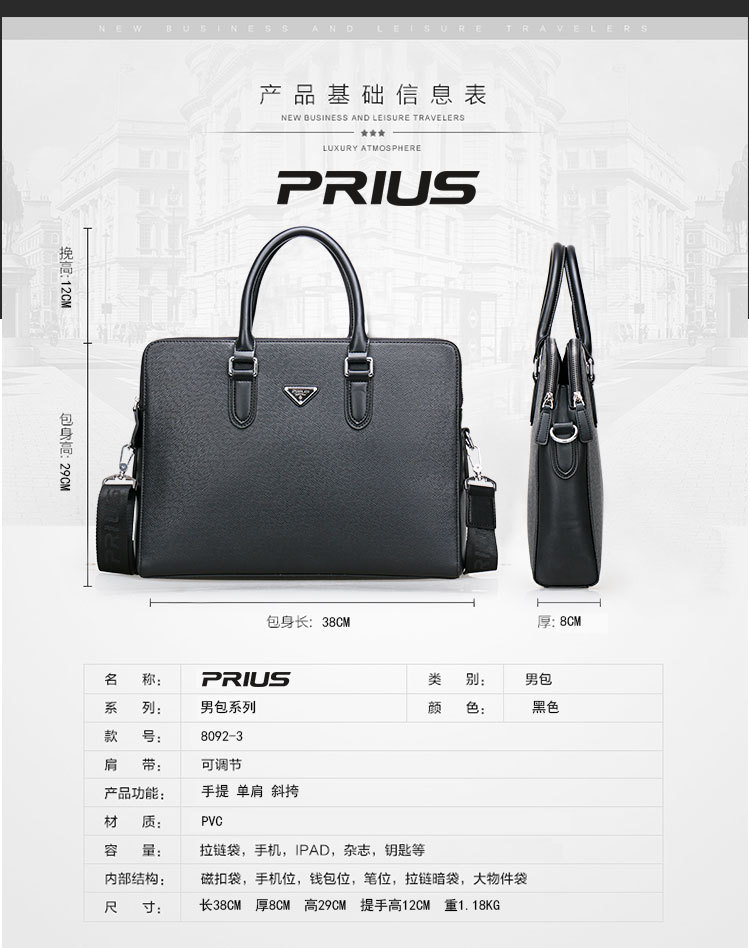 NEW BUSINESS AND LEISURE TRAVELERS
产品基础信息表
NEW BUSINESS AND LEISURE TRAVELERS
LUXURY ATMOSPHERE
PRIUS
挽高:12CM
包身高:29CM
PRIUS
包身长: 38CM
厚: 8CM
名 称: PRIUS 类 别: 男包
系 列: 男包系列 颜 色: 黑色
款 号: 8092-3
肩 带: 可调节
产品功能: 手提 单肩 斜挎
材 质: PVC
容 量: 拉链袋, 手机, IPAD, 杂志, 钥匙等
内部结构: 磁扣袋, 手机位, 钱包位, 笔位, 拉链暗袋, 大物件袋
尺 寸: 长38CM 厚8CM 高29CM 提手高12CM 重1.18KG